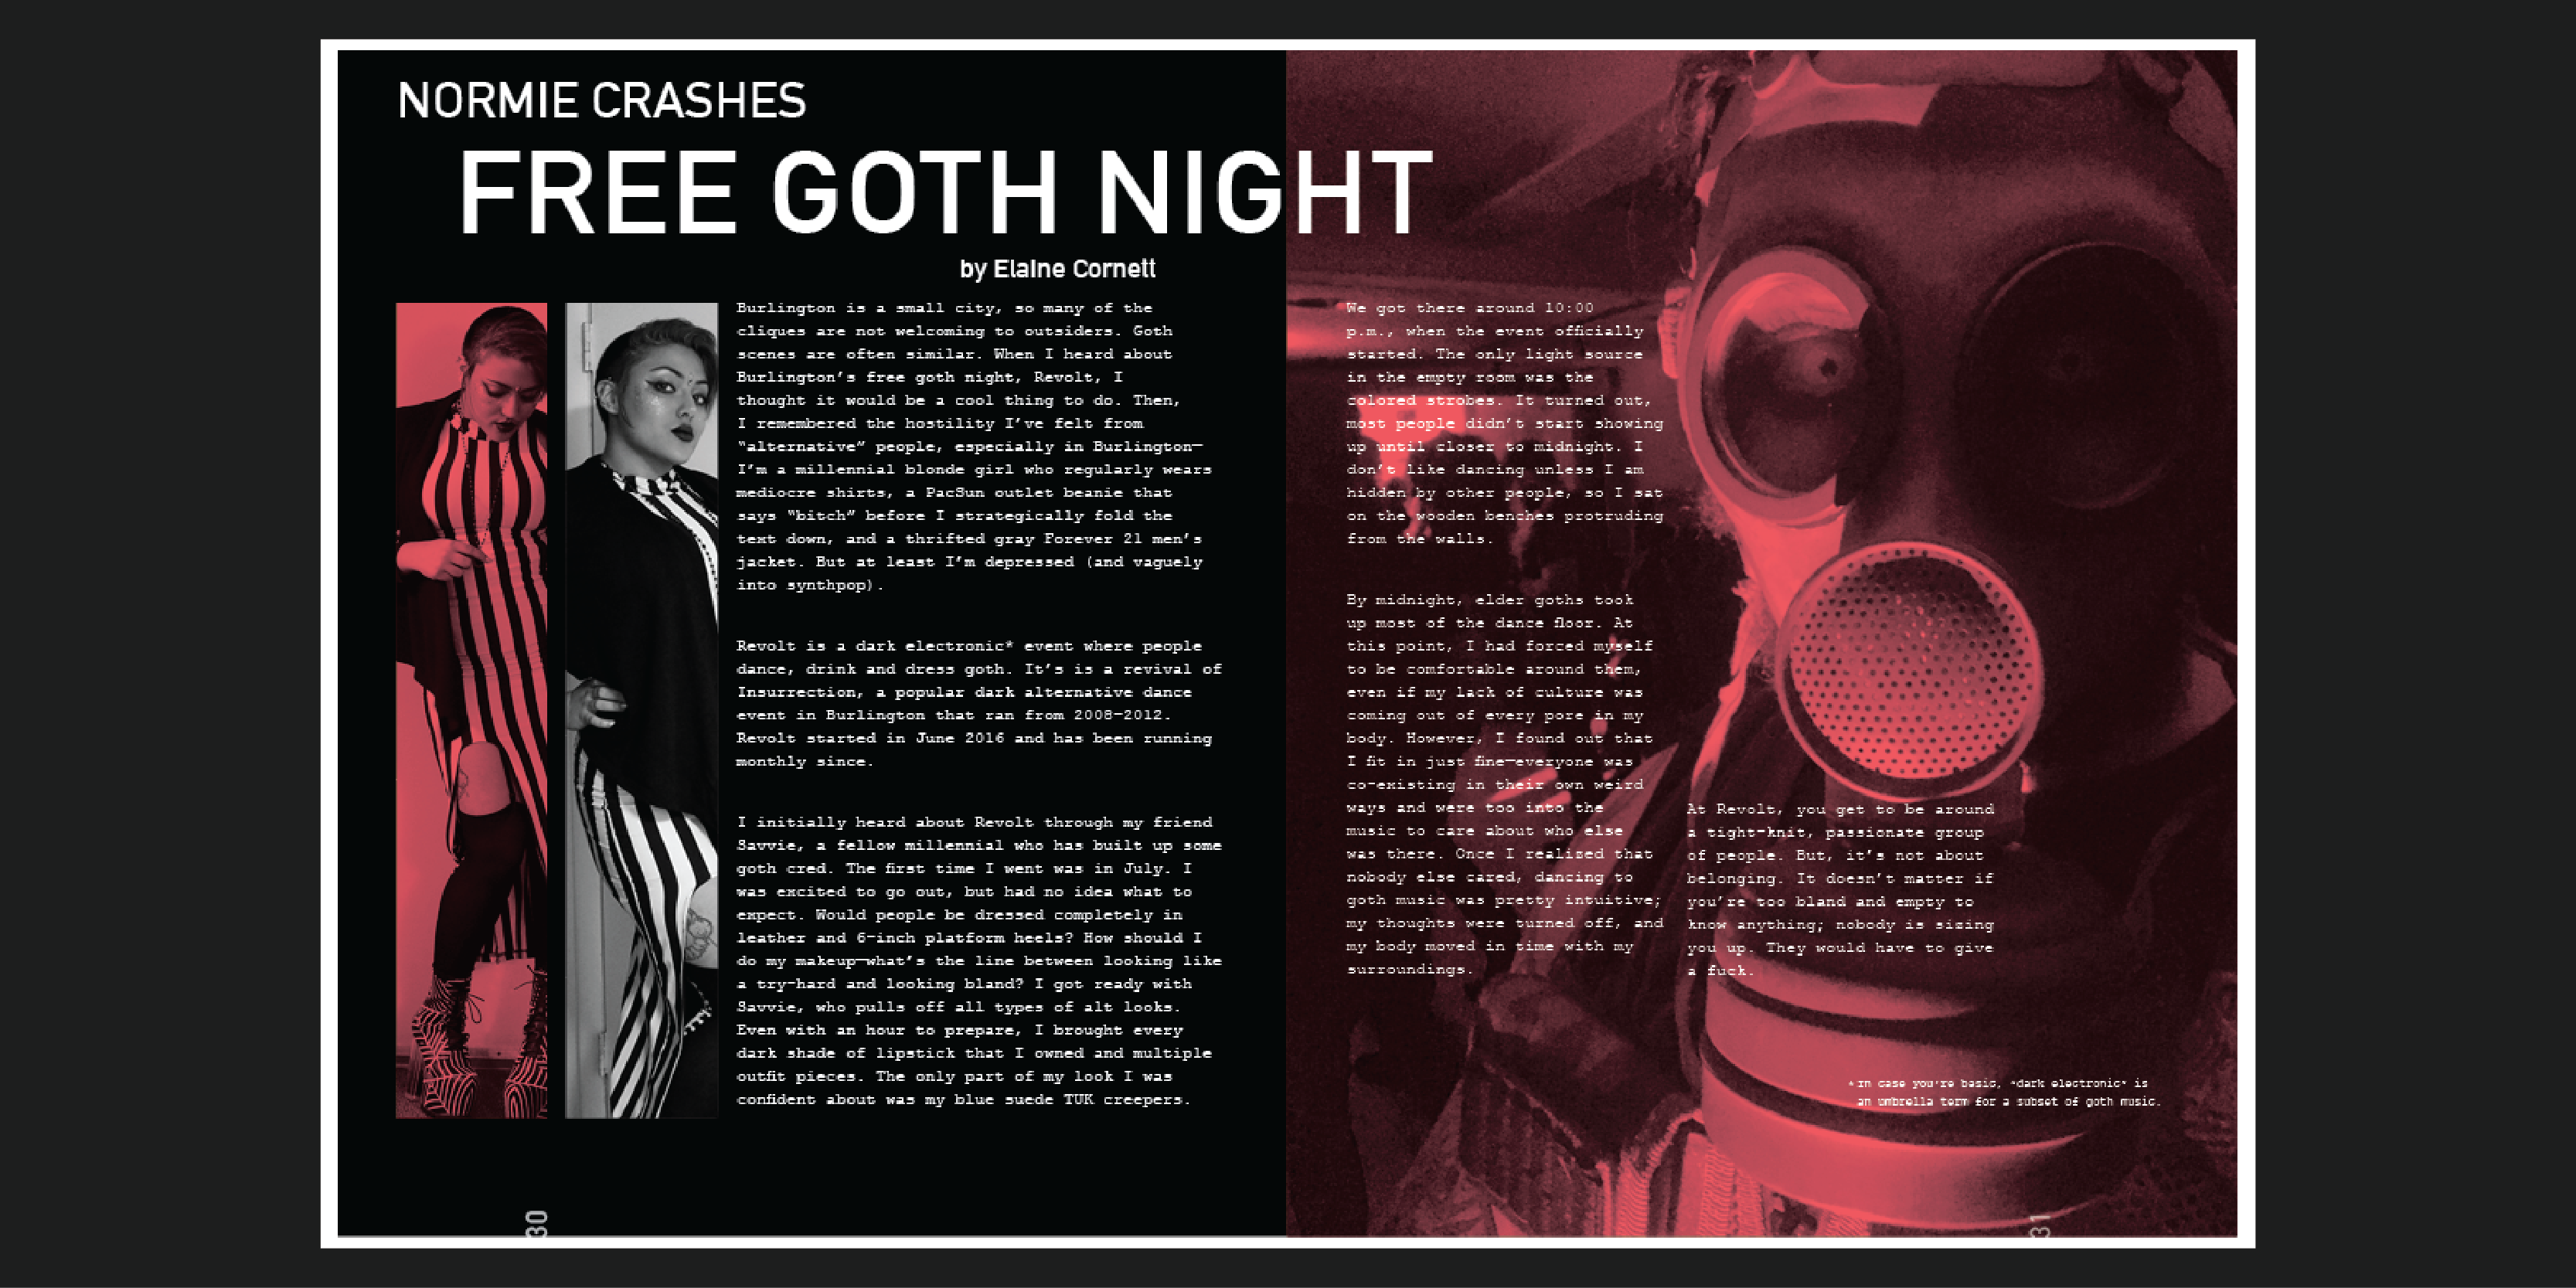 NORMIE CRASHES
FREE GOTH NIGHT
by Elaine Cornett
Burlington is a small city, so many of the
cliques are not welcoming to outsiders. Goth
scenes are often similar. When I heard about
Burlington's free goth night, Revolt, I
thought it would be a cool thing to do. Then,
I remembered the hostility I've felt from
"alternative" people, especially in Burlington—
I'm a millennial blonde girl who regularly wears
mediocre shirts, a PacSun outlet beanie that
says "bitch" before I strategically fold the
text down, and a thrifted gray Forever 21 men's
jacket. But at least I'm depressed (and vaguely
into synthpop).
Revolt is a dark electronic* event where people
dance, drink and dress goth. It's is a revival of
Insurrection, a popular dark alternative dance
event in Burlington that ran from 2008-2012.
Revolt started in June 2016 and has been running
monthly since.
I initially heard about Revolt through my friend
Savvie, a fellow millennial who has built up some
goth cred. The first time I went was in July. I
was excited to go out, but had no idea what to
expect. Would people be dressed completely in
leather and 6-inch platform heels? How should I
do my makeup—what's the line between looking like
a try-hard and looking bland? I got ready with
Savvie, who pulls off all types of alt looks.
Even with an hour to prepare, I brought every
dark shade of lipstick that I owned and multiple
outfit pieces. The only part of my look I was
confident about was my blue suede TUK creepers.
We got there around 10:00
p.m., when the event officially
started. The only light source
in the empty room was the
colored strobes. It turned out,
most people didn't start showing
up until closer to midnight. I
don't like dancing unless I am
hidden by other people, so I sat
on the wooden benches protruding
from the walls.
By midnight, elder goths took
up most of the dance floor. At
this point, I had forced myself
to be comfortable around them,
even if my lack of culture was
coming out of every pore in my
body. However, I found out that
I fit in just fine—everyone was
co-existing in their own weird
ways and were too into the
music to care about who else
was there. Once I realized that
nobody else cared, dancing to
goth music was pretty intuitive;
my thoughts were turned off, and
my body moved in time with my
surroundings.
At Revolt, you get to be around
a tight-knit, passionate group
of people. But, it's not about
belonging. It doesn't matter if
you're too bland and empty to
know anything; nobody is sizing
you up. They would have to give
a fuck.
*In case you're basic, "dark electronic" is
an umbrella term for a subset of goth music.
30
31